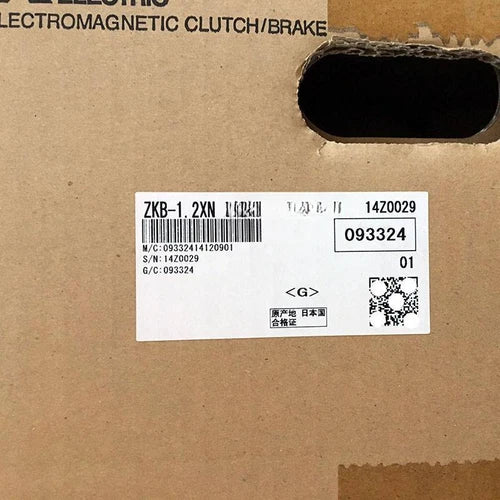 ELECTRIC
ELECTROMAGNETIC CLUTCH/BRAKE
ZKB-1.2XN 14Z0029
M/C:09332414120901
S/N:14Z0029
G/C:093324
093324
01
<G>
原产地 日本国
合格证